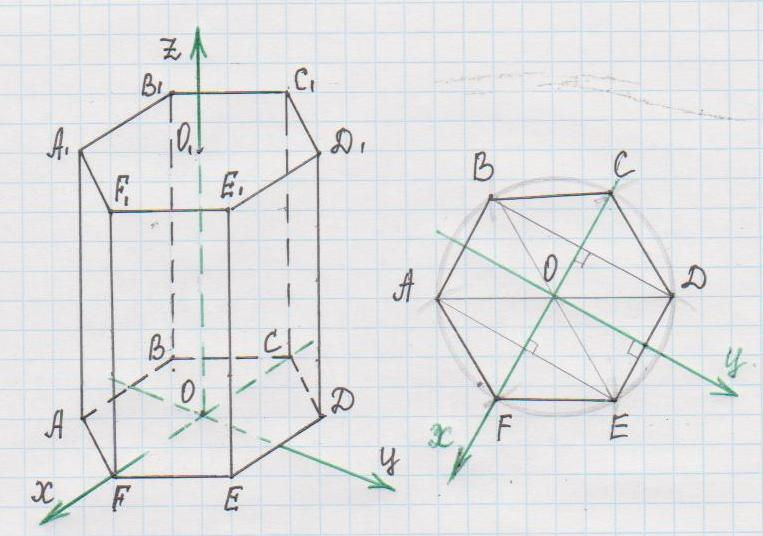 Z
B₁ C₁
A₁ O₁ D₁
F₁ E₁
B C
A O D
x F E y
B C
A O D
x F E y